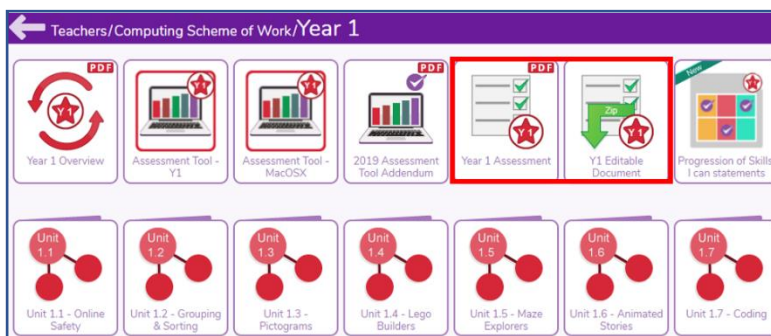 Teachers/Computing Scheme of Work/Year 1
PDF
Y1
Year 1 Overview
Y1
Assessment Tool -
Y1
Y1
Assessment Tool -
MacOSX
2019 Assessment
Tool Addendum
PDF
Y1
Year 1 Assessment
Zip
Y1
Y1 Editable
Document
New
Progression of Skills
I can statements
Unit
1.1
Unit 1.1 - Online
Safety
Unit
1.2
Unit 1.2 - Grouping
& Sorting
Unit
1.3
Unit 1.3 -
Pictograms
Unit
1.4
Unit 1.4 - Lego
Builders
Unit
1.5
Unit 1.5 - Maze
Explorers
Unit
1.6
Unit 1.6 - Animated
Stories
Unit
1.7
Unit 1.7 - Coding